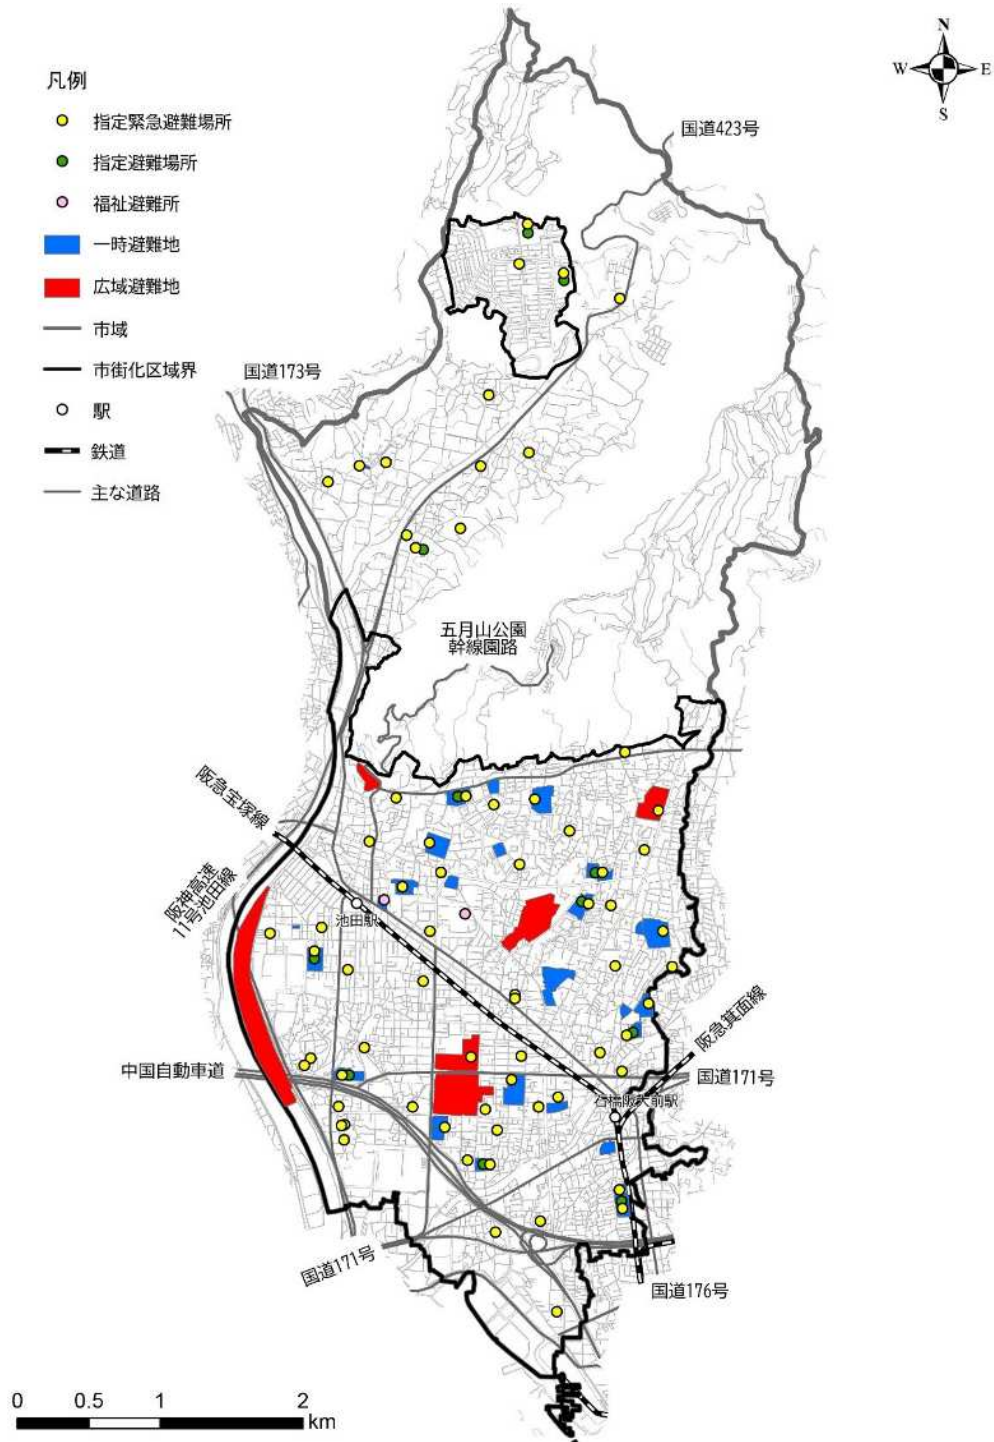 N
W
E
S
凡例
指定緊急避難場所
指定避難場所
福祉避難所
一時避難地
広域避難地
市域
市街化区域界
駅
鉄道
主な道路
国道423号
国道173号
五月山公園
幹線園路
阪急宝塚線
阪神高速
11号池田線
池田駅
阪急箕面線
中国自動車道
国道171号
石橋阪大前駅
国道171号
国道176号
0 0.5 1 2
km